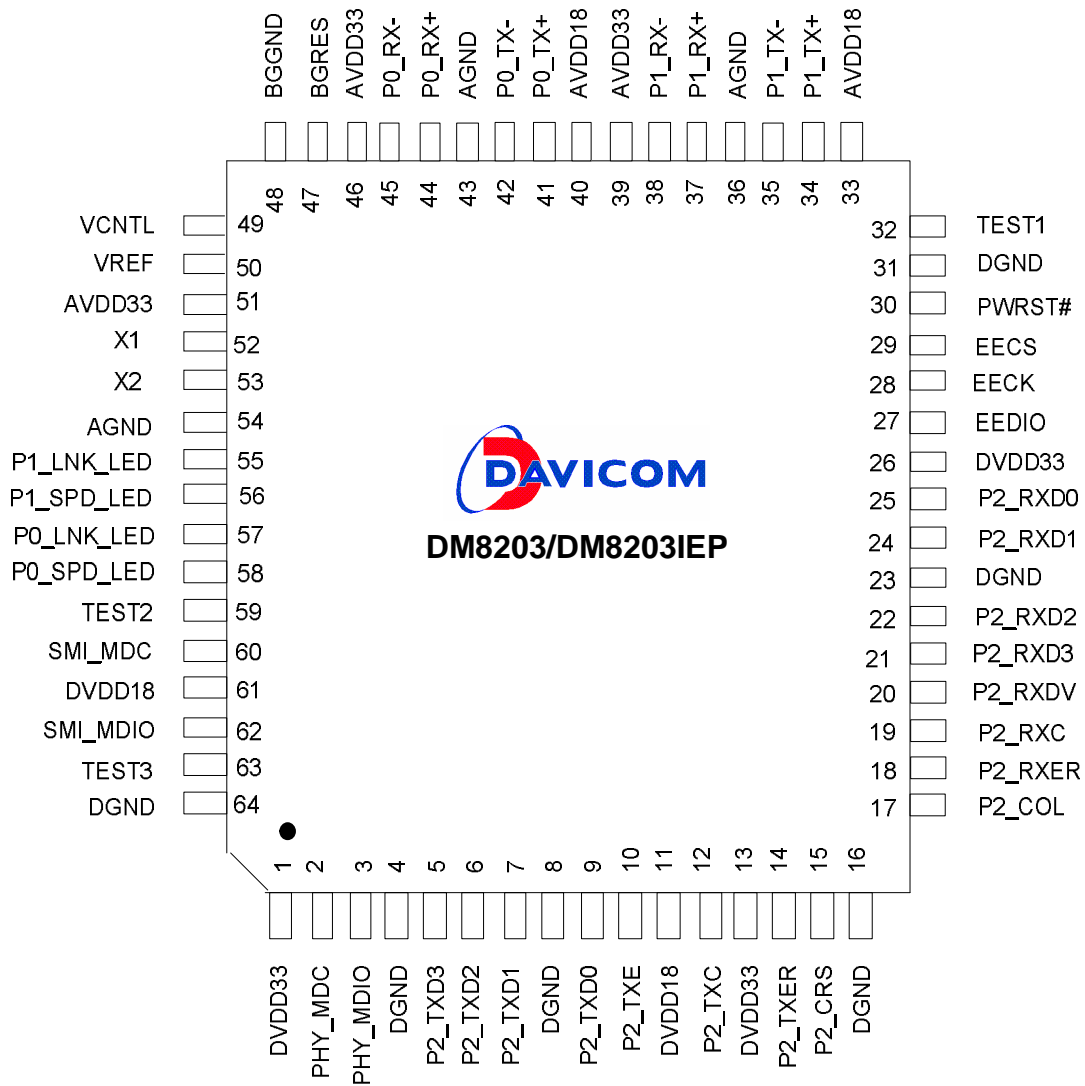 BGGND BGRES AVDD33 P0_RX- P0_RX+ AGND P0_TX- P0_TX+ AVDD18 AVDD33 P1_RX- P1_RX+ AGND P1_TX- P1_TX+ AVDD18
48 47 46 45 44 43 42 41 40 39 38 37 36 35 34 33
VCNTL 49 32 TEST1
VREF 50 31 DGND
AVDD33 51 30 PWRST#
X1 52 29 EECS
X2 53 28 EECK
AGND 54 27 EEDIO
P1_LNK_LED 55 26 DVDD33
P1_SPD_LED 56 25 P2_RXD0
P0_LNK_LED 57 24 P2_RXD1
P0_SPD_LED 58 23 DGND
TEST2 59 22 P2_RXD2
SMI_MDC 60 21 P2_RXD3
DVDD18 61 20 P2_RXDV
SMI_MDIO 62 19 P2_RXC
TEST3 63 18 P2_RXER
DGND 64 17 P2_COL
DAVICOM
DM8203/DM8203IEP
1 2 3 4 5 6 7 8 9 10 11 12 13 14 15 16
DVDD33 PHY_MDC PHY_MDIO DGND P2_TXD3 P2_TXD2 P2_TXD1 DGND P2_TXD0 P2_TXE DVDD18 P2_TXC DVDD33 P2_TXER P2_CRS DGND